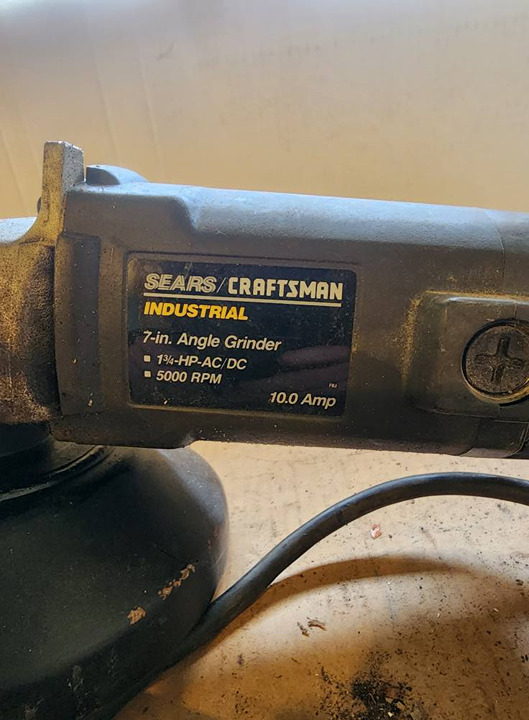 SEARS/CRAFTSMAN
INDUSTRIAL
7-in. Angle Grinder
▪ 1¾-HP-AC/DC
▪ 5000 RPM
10.0 Amp